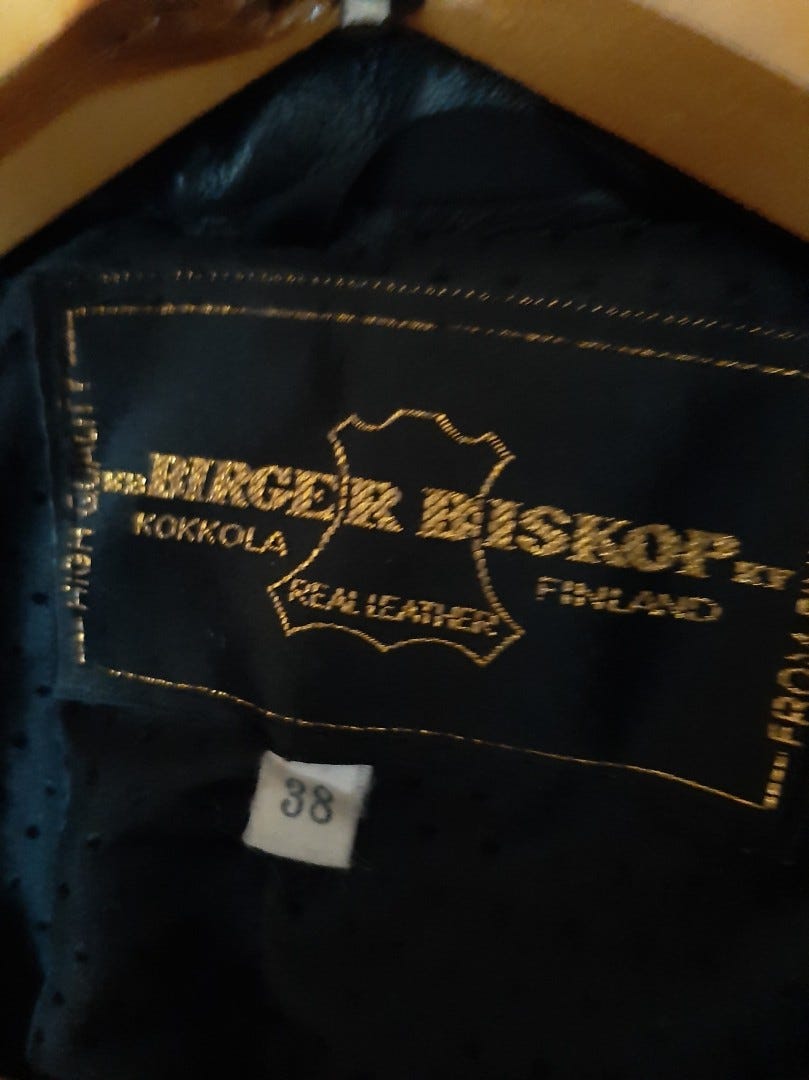 HIGH QUALITY
BIRGER BISKOP KY
KOKKOLA
FINLAND
REAL LEATHER
FROM
38